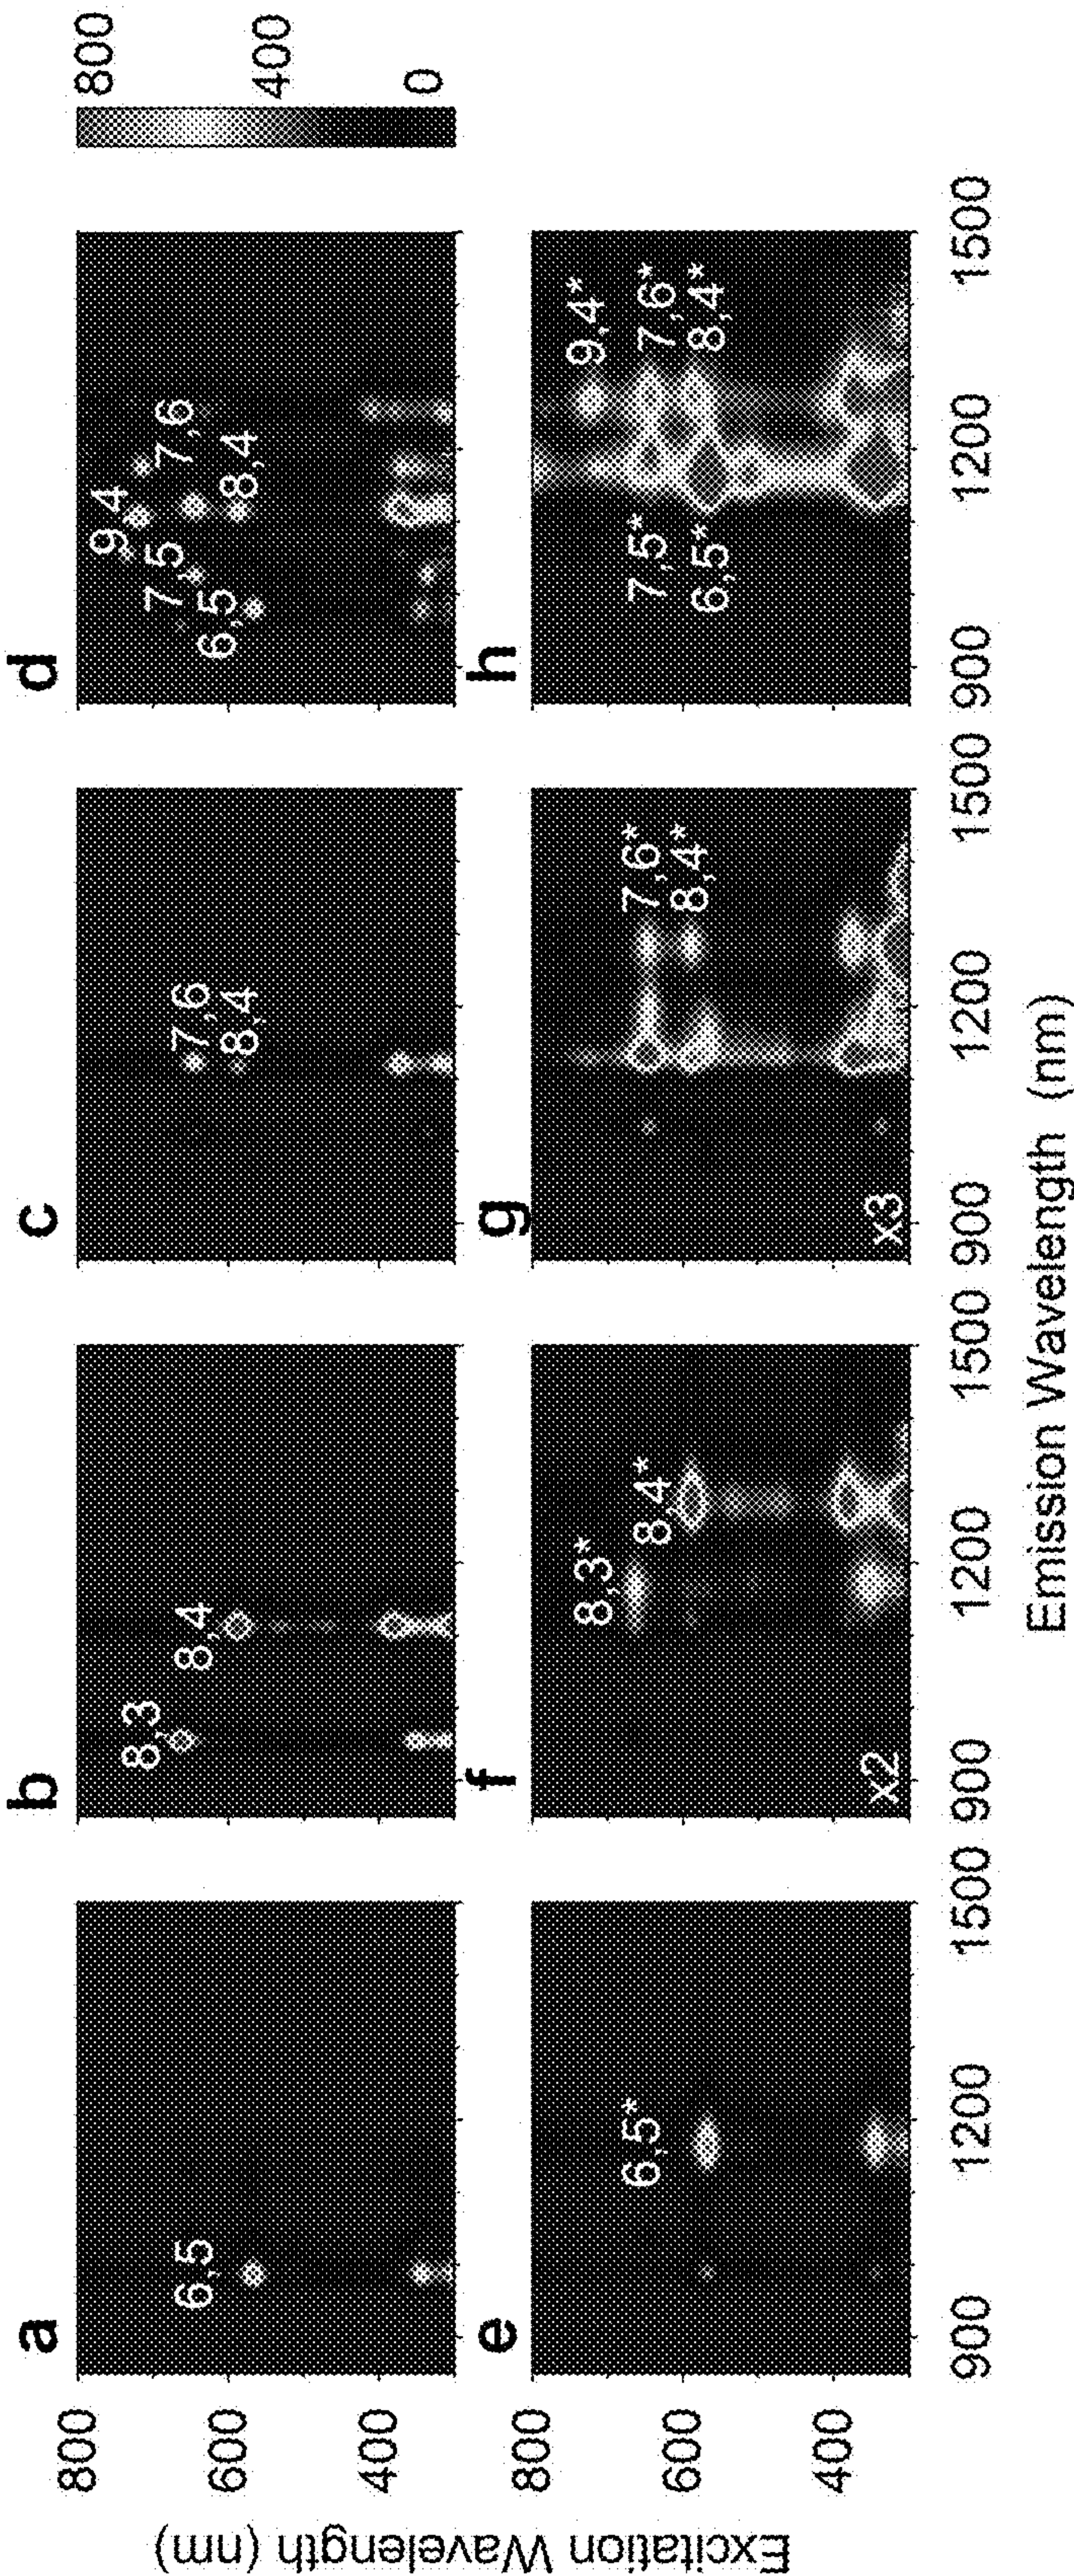 a
b
c
d
800
600
400
6,5
8,3
8,4
7,6
8,4
9,4
7,5
6,5
7,6
8,4
800
400
0
e
f
g
h
800
600
400
6,5*
8,3*
8,4*
x2
7,6*
8,4*
x3
7,5*
6,5*
9,4*
7,6*
8,4*
900 1200 1500 900 1200 1500 900 1200 1500 900 1200 1500
Excitation Wavelength (nm)
Emission Wavelength (nm)